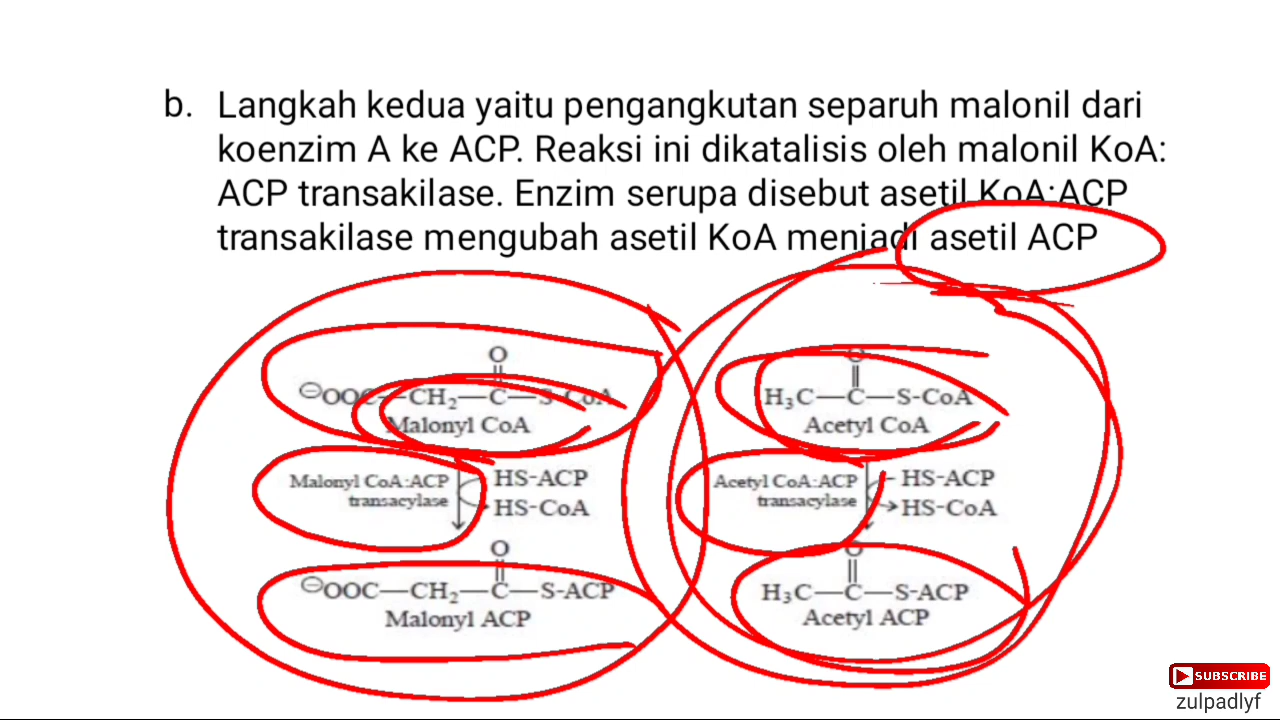 b. Langkah kedua yaitu pengangkutan separuh malonil dari
koenzim A ke ACP. Reaksi ini dikatalisis oleh malonil KoA:
ACP transakilase. Enzim serupa disebut asetil KoA:ACP
transakilase mengubah asetil KoA menjadi asetil ACP
O
⊖OOC—CH₂—C—S-CoA
Malonyl CoA
Malonyl CoA:ACP
transacylase
HS-ACP
HS-CoA
O
⊖OOC—CH₂—C—S-ACP
Malonyl ACP
O
H₃C—C—S-CoA
Acetyl CoA
Acetyl CoA:ACP
transacylase
HS-ACP
HS-CoA
O
H₃C—C—S-ACP
Acetyl ACP
SUBSCRIBE
zulpadlyf